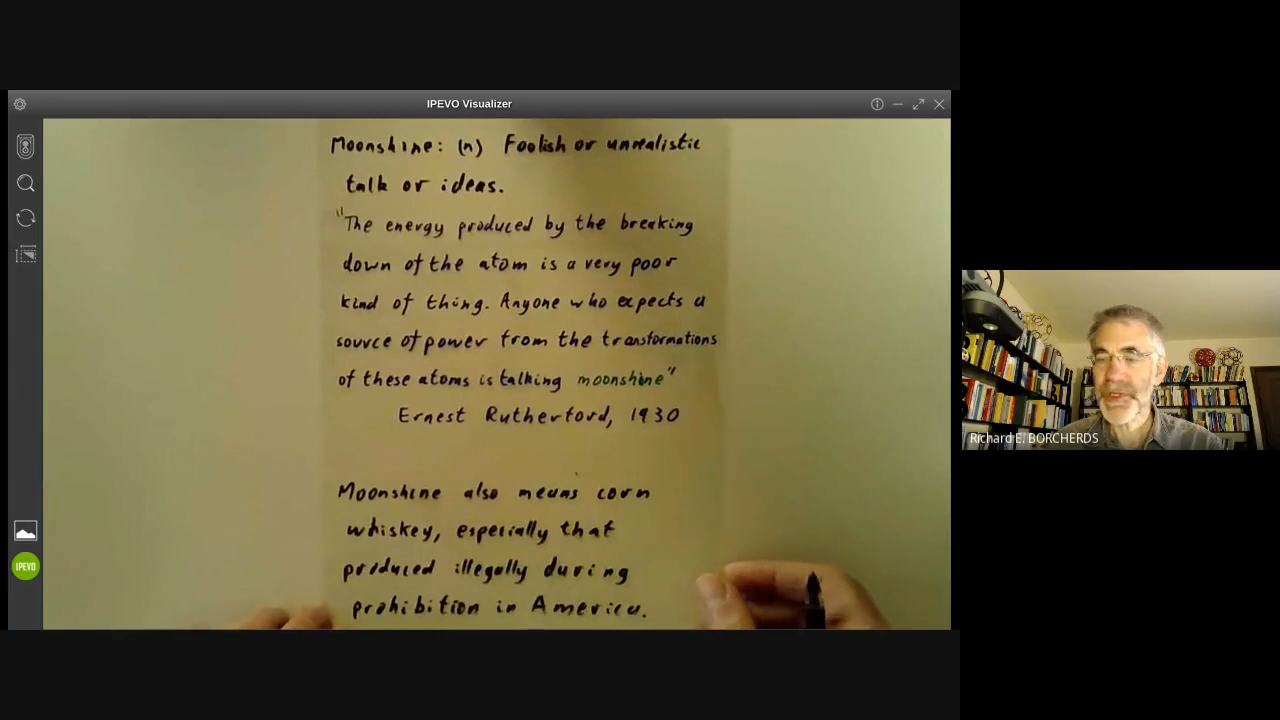 IPEVO Visualizer
Moonshine: (n) Foolish or unrealistic
talk or ideas.
"The energy produced by the breaking
down of the atom is a very poor
kind of thing. Anyone who expects a
source of power from the transformations
of these atoms is talking moonshine"
Ernest Rutherford, 1930
Moonshine also means corn
whiskey, especially that
produced illegally during
prohibition in America.
IPEVO
Richard E. BORCHERDS